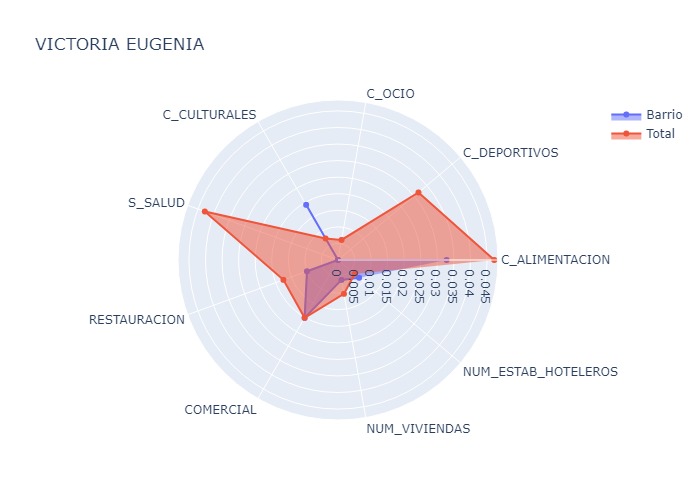 VICTORIA EUGENIA
C_OCIO
C_CULTURALES
Barrio
Total
C_DEPORTIVOS
S_SALUD
C_ALIMENTACION
0
0.005
0.01
0.015
0.02
0.025
0.03
0.035
0.04
0.045
RESTAURACION
NUM_ESTAB_HOTELEROS
COMERCIAL
NUM_VIVIENDAS